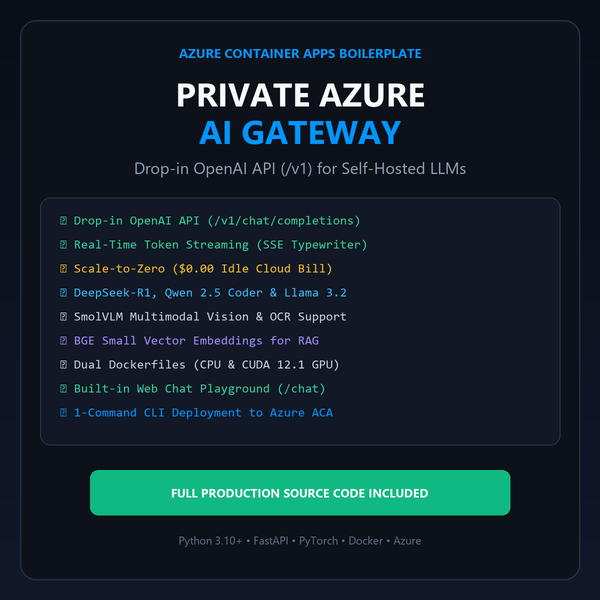 AZURE CONTAINER APPS BOILERPLATE
PRIVATE AZURE
AI GATEWAY
Drop-in OpenAI API (/v1) for Self-Hosted LLMs
Drop-in OpenAI API (/v1/chat/completions)
Real-Time Token Streaming (SSE Typewriter)
Scale-to-Zero ($0.00 Idle Cloud Bill)
DeepSeek-R1, Qwen 2.5 Coder & Llama 3.2
SmolVLM Multimodal Vision & OCR Support
BGE Small Vector Embeddings for RAG
Dual Dockerfiles (CPU & CUDA 12.1 GPU)
Built-in Web Chat Playground (/chat)
1-Command CLI Deployment to Azure ACA
FULL PRODUCTION SOURCE CODE INCLUDED
Python 3.10+ • FastAPI • PyTorch • Docker • Azure